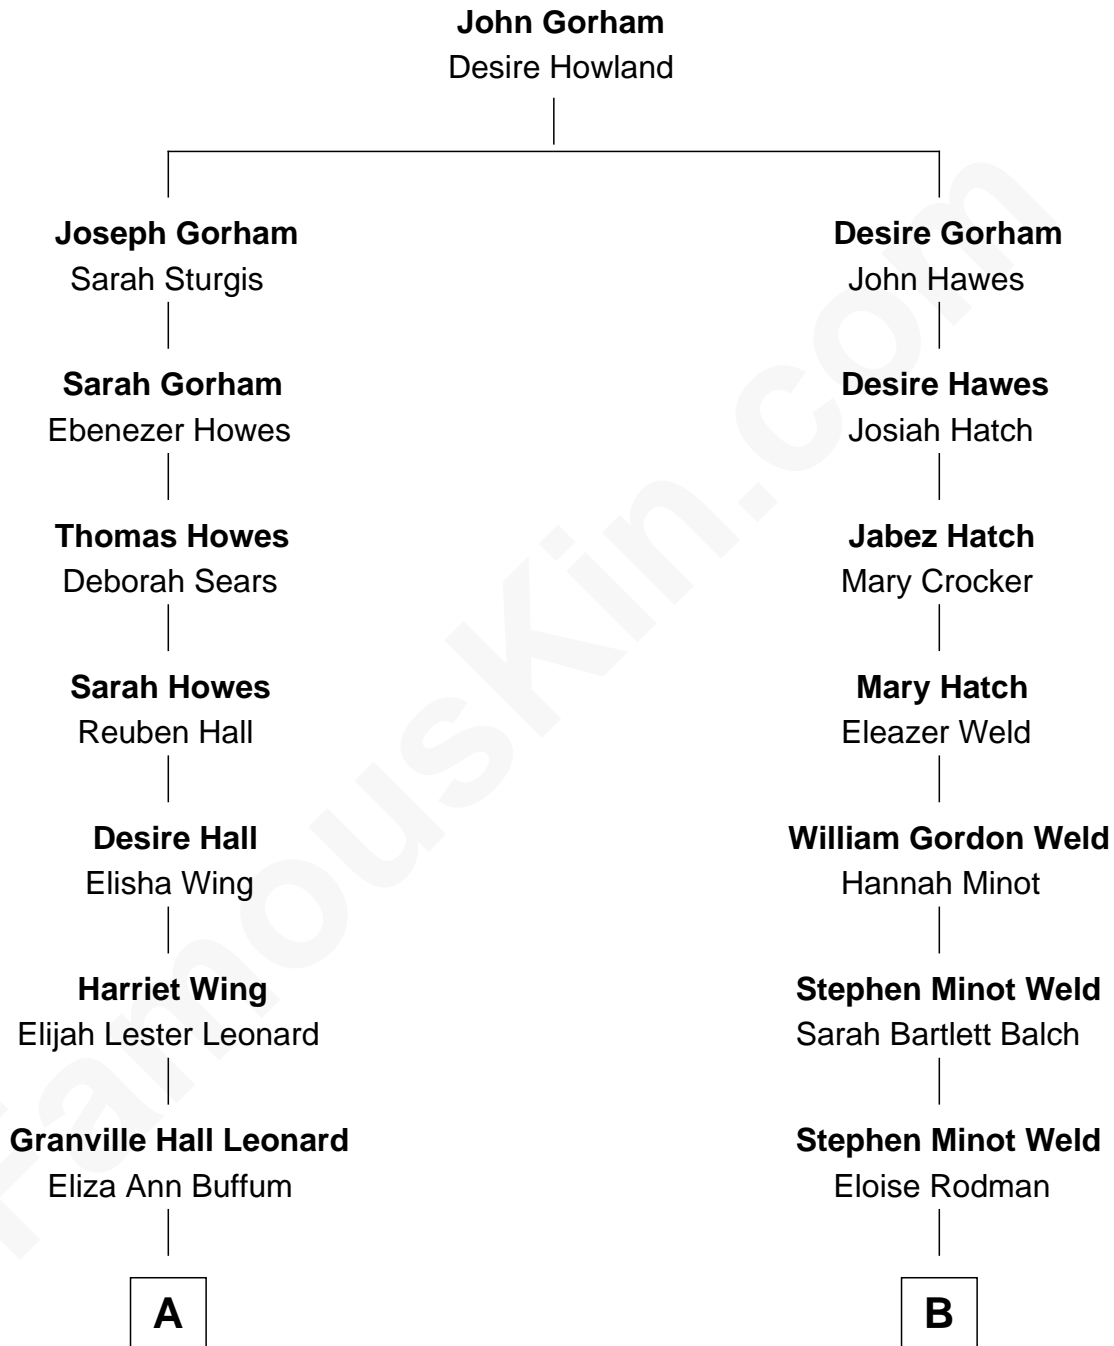 John Gorham
Desire Howland
Joseph Gorham
Sarah Sturgis
Sarah Gorham
Ebenezer Howes
Thomas Howes
Deborah Sears
Sarah Howes
Reuben Hall
Desire Hall
Elisha Wing
Harriet Wing
Elijah Lester Leonard
Granville Hall Leonard
Eliza Ann Buffum
A
Desire Gorham
John Hawes
Desire Hawes
Josiah Hatch
Jabez Hatch
Mary Crocker
Mary Hatch
Eleazer Weld
William Gordon Weld
Hannah Minot
Stephen Minot Weld
Sarah Bartlett Balch
Stephen Minot Weld
Eloise Rodman
B
FamousKin.com